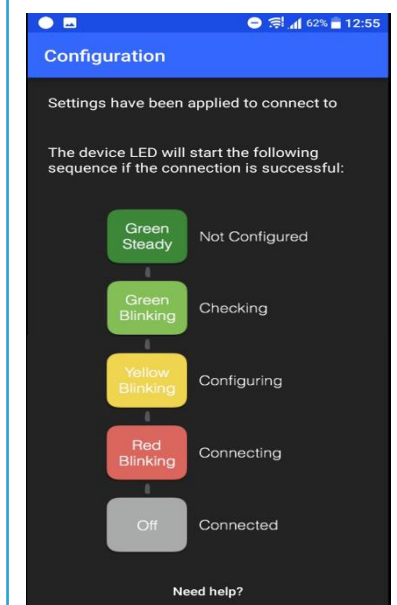 62% 12:55
Configuration
Settings have been applied to connect to
The device LED will start the following
sequence if the connection is successful:
Green
Steady
Not Configured
Green
Blinking
Checking
Yellow
Blinking
Configuring
Red
Blinking
Connecting
Off
Connected
Need help?